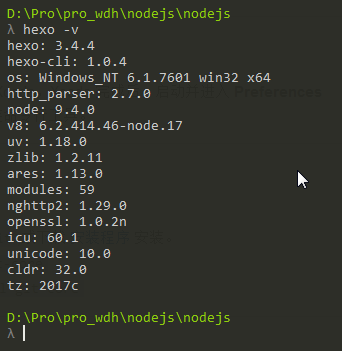 D:\Pro\pro_wdh\nodejs\nodejs
λ hexo -v
hexo: 3.4.4
hexo-cli: 1.0.4
os: Windows_NT 6.1.7601 win32 x64
http_parser: 2.7.0
node: 9.4.0
v8: 6.2.414.46-node.17
uv: 1.18.0
zlib: 1.2.11
ares: 1.13.0
modules: 59
nghttp2: 1.29.0
openssl: 1.0.2n
icu: 60.1
unicode: 10.0
cldr: 32.0
tz: 2017c
D:\Pro\pro_wdh\nodejs\nodejs
λ